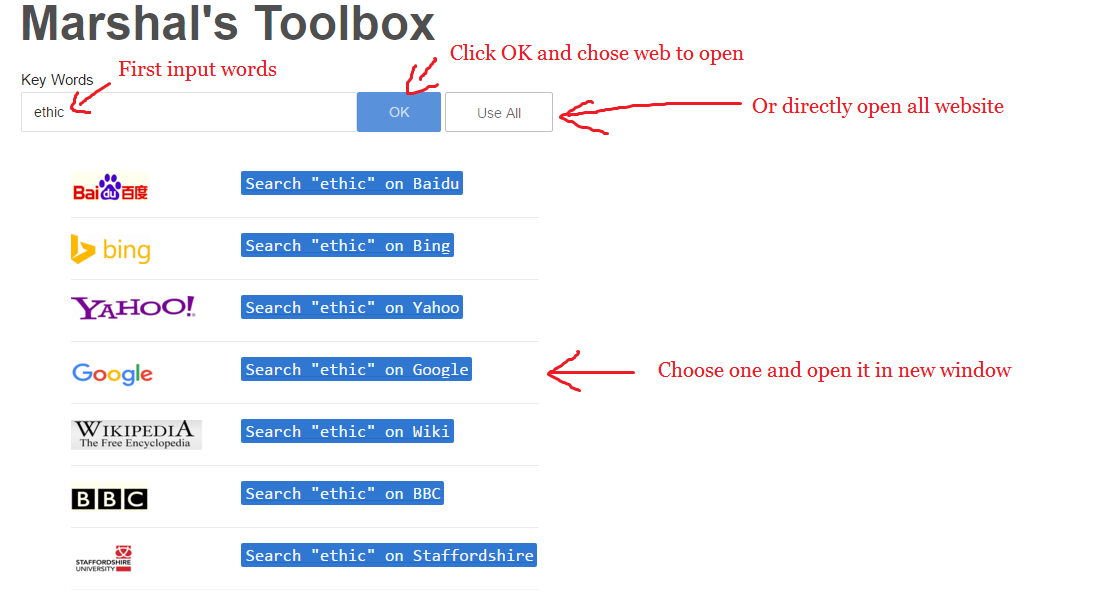 Marshal's Toolbox
Click OK and chose web to open
First input words
Key Words
ethic
OK
Use All
Or directly open all website
Bai du 百度
Search "ethic" on Baidu
bing
Search "ethic" on Bing
YAHOO!
Search "ethic" on Yahoo
Google
Search "ethic" on Google
Choose one and open it in new window
WIKIPEDIA
The Free Encyclopedia
Search "ethic" on Wiki
BBC
Search "ethic" on BBC
STAFFORDSHIRE
UNIVERSITY
Search "ethic" on Staffordshire